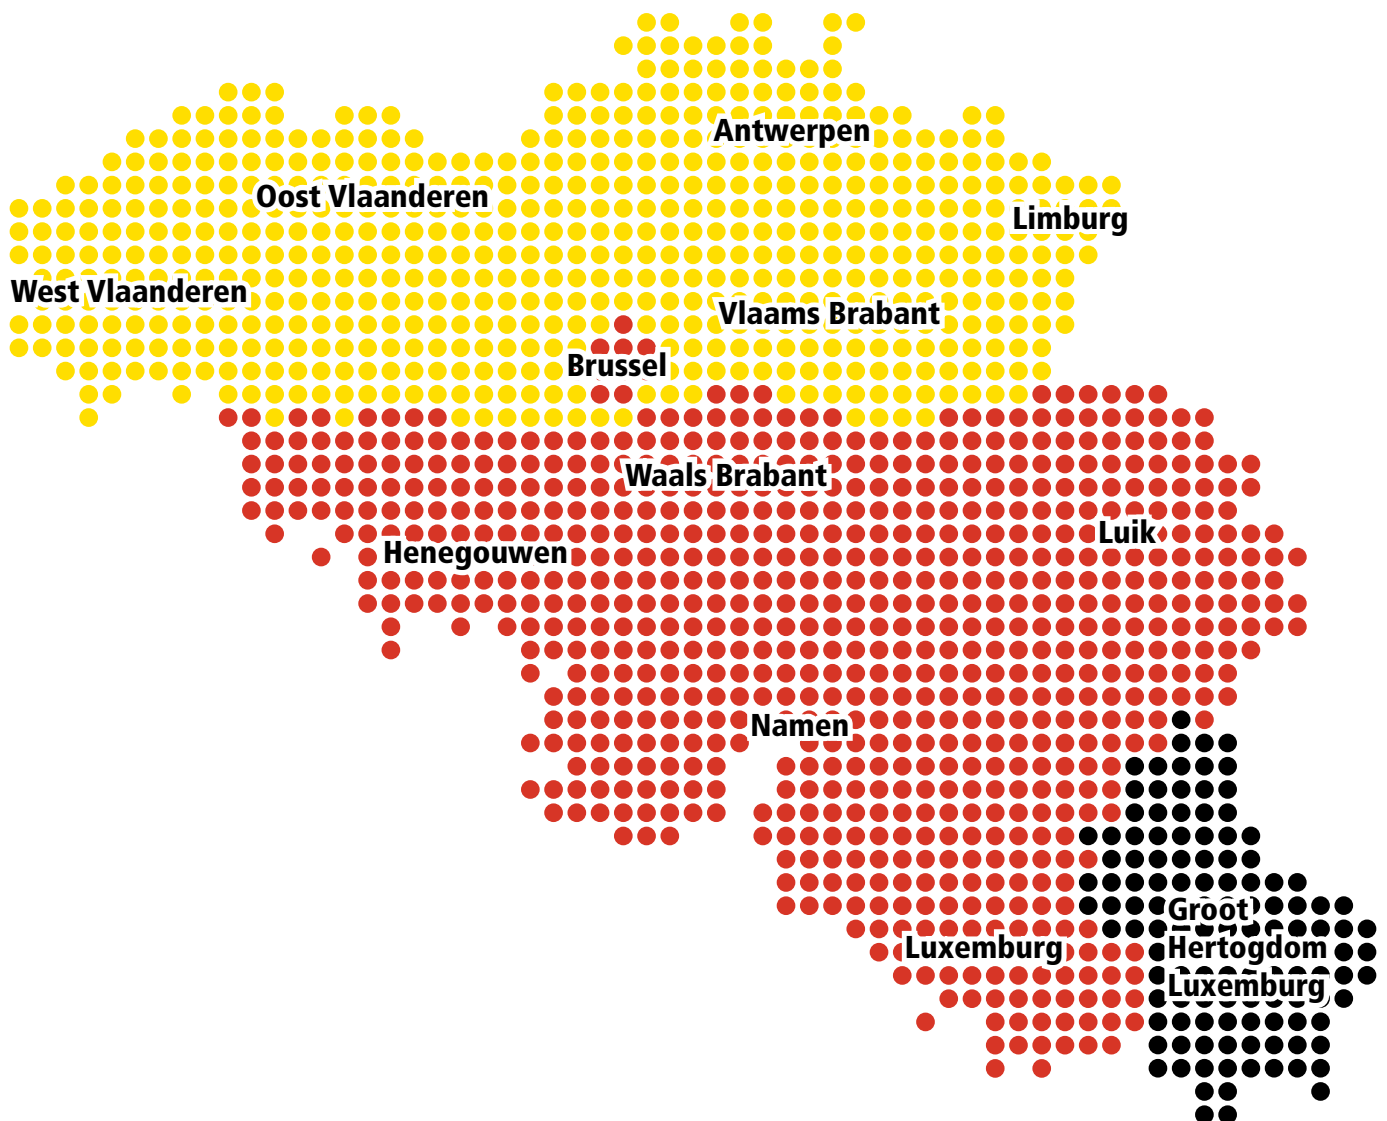 Antwerpen
Oost Vlaanderen
Limburg
West Vlaanderen
Vlaams Brabant
Brussel
Waals Brabant
Luik
Henegouwen
Namen
Luxemburg
Groot
Hertogdom
Luxemburg